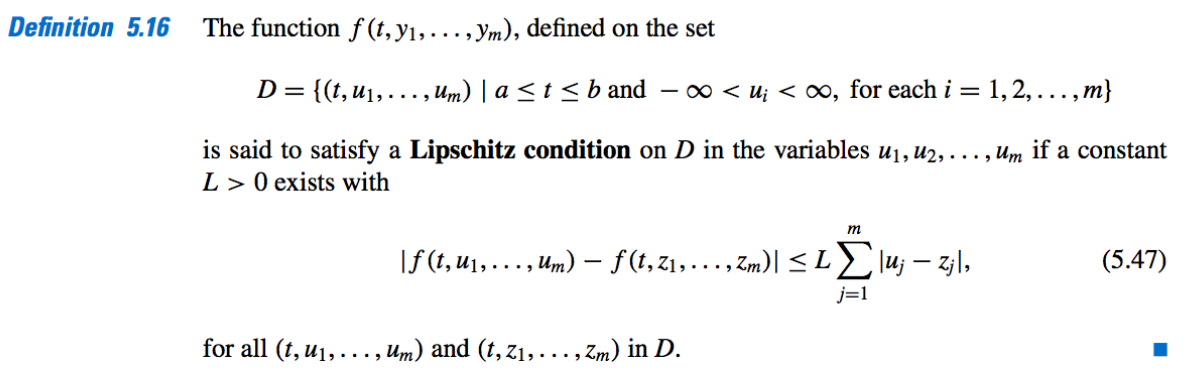 Definition 5.16 The function f(t, y₁, . . . , yₘ), defined on the set
D = {(t, u₁, . . . , uₘ) | a ≤ t ≤ b and − ∞ < uᵢ < ∞, for each i = 1, 2, . . . , m}
is said to satisfy a Lipschitz condition on D in the variables u₁, u₂, . . . , uₘ if a constant
L > 0 exists with
|f(t, u₁, . . . , uₘ) − f(t, z₁, . . . , zₘ)| ≤ L ∑_{j=1}^{m} |uⱼ − zⱼ|, (5.47)
for all (t, u₁, . . . , uₘ) and (t, z₁, . . . , zₘ) in D.